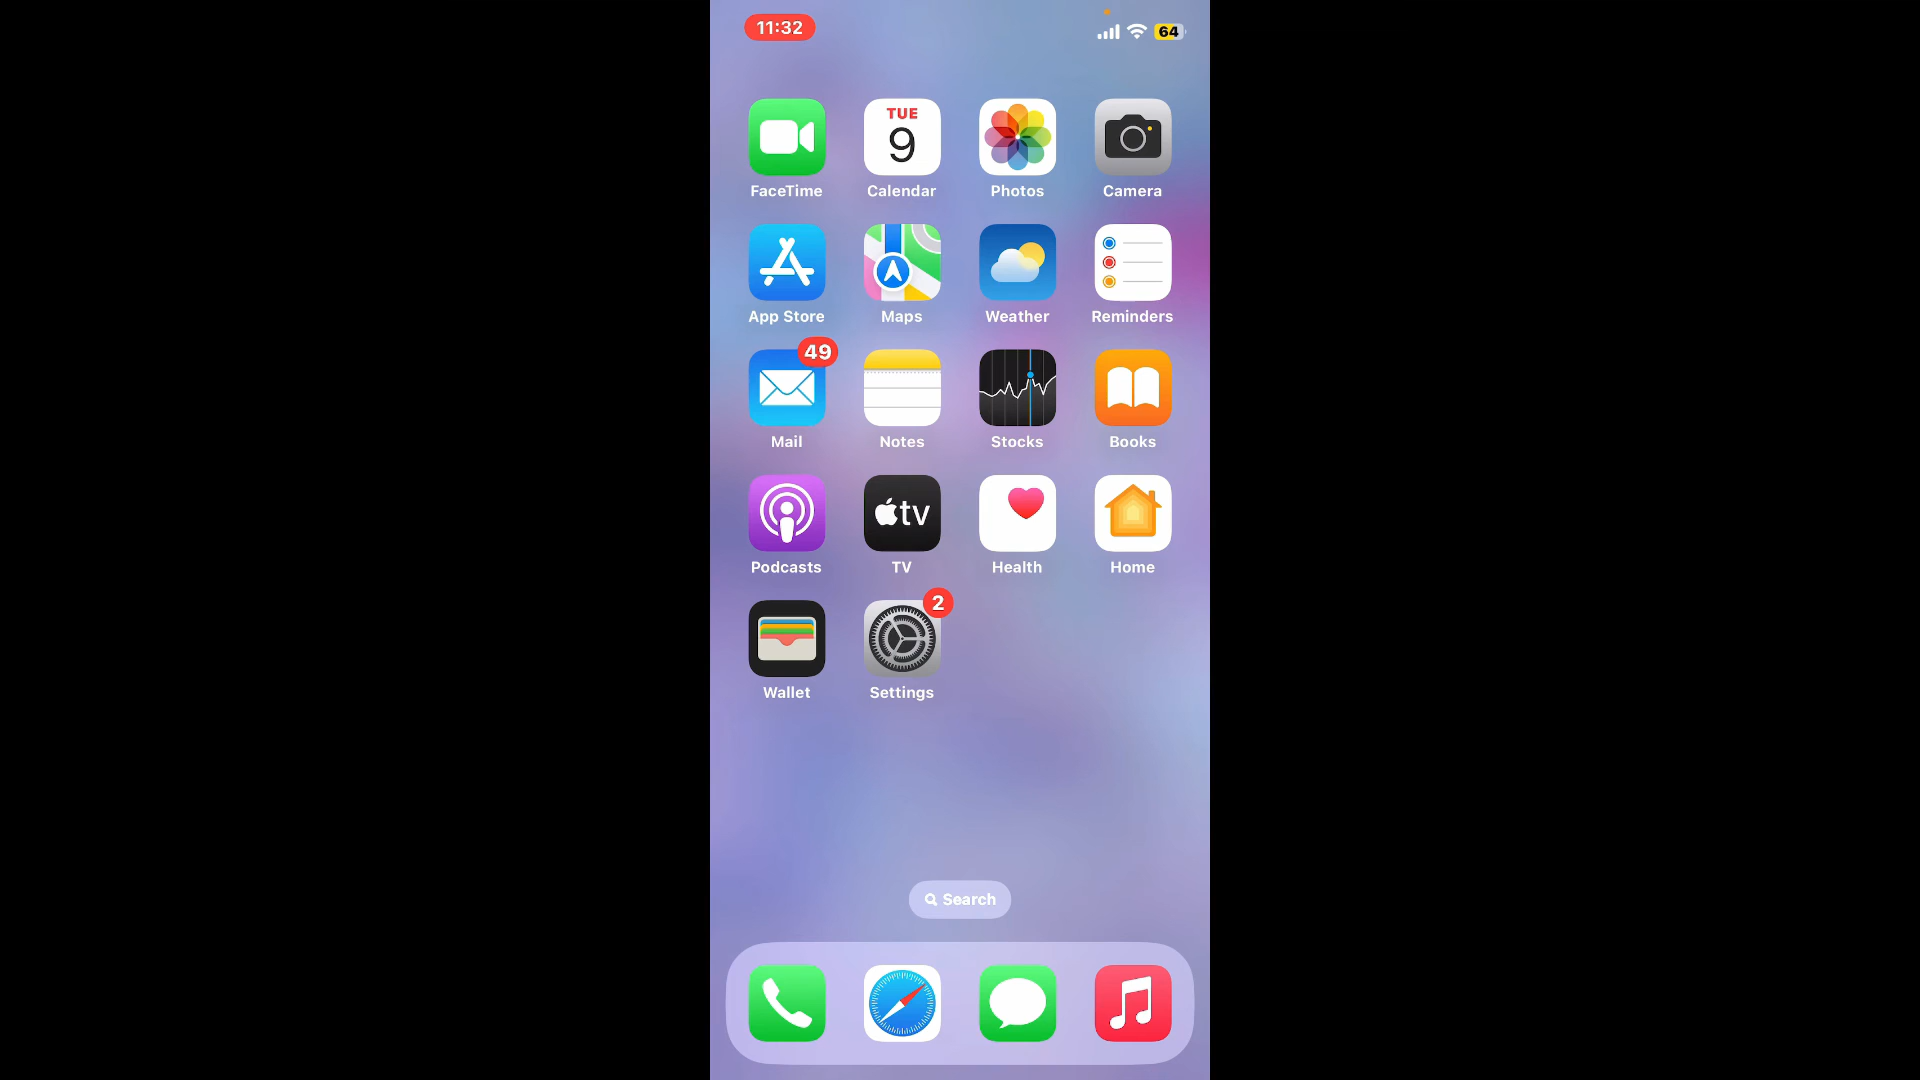 11:32
64
TUE
9
FaceTime
Calendar
Photos
Camera
App Store
Maps
Weather
Reminders
49
Mail
Notes
Stocks
Books
tv
Podcasts
TV
Health
Home
2
Wallet
Settings
Search